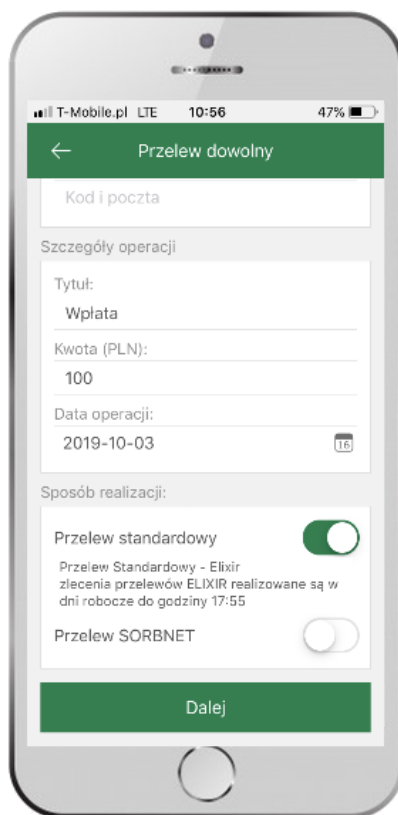 T-Mobile.pl LTE 10:56 47%
Przelew dowolny
Kod i poczta
Szczegóły operacji
Tytuł:
Wpłata
Kwota (PLN):
100
Data operacji:
2019-10-03
16
Sposób realizacji:
Przelew standardowy
Przelew Standardowy - Elixir
zlecenia przelewów ELIXIR realizowane są w
dni robocze do godziny 17:55
Przelew SORBNET
Dalej